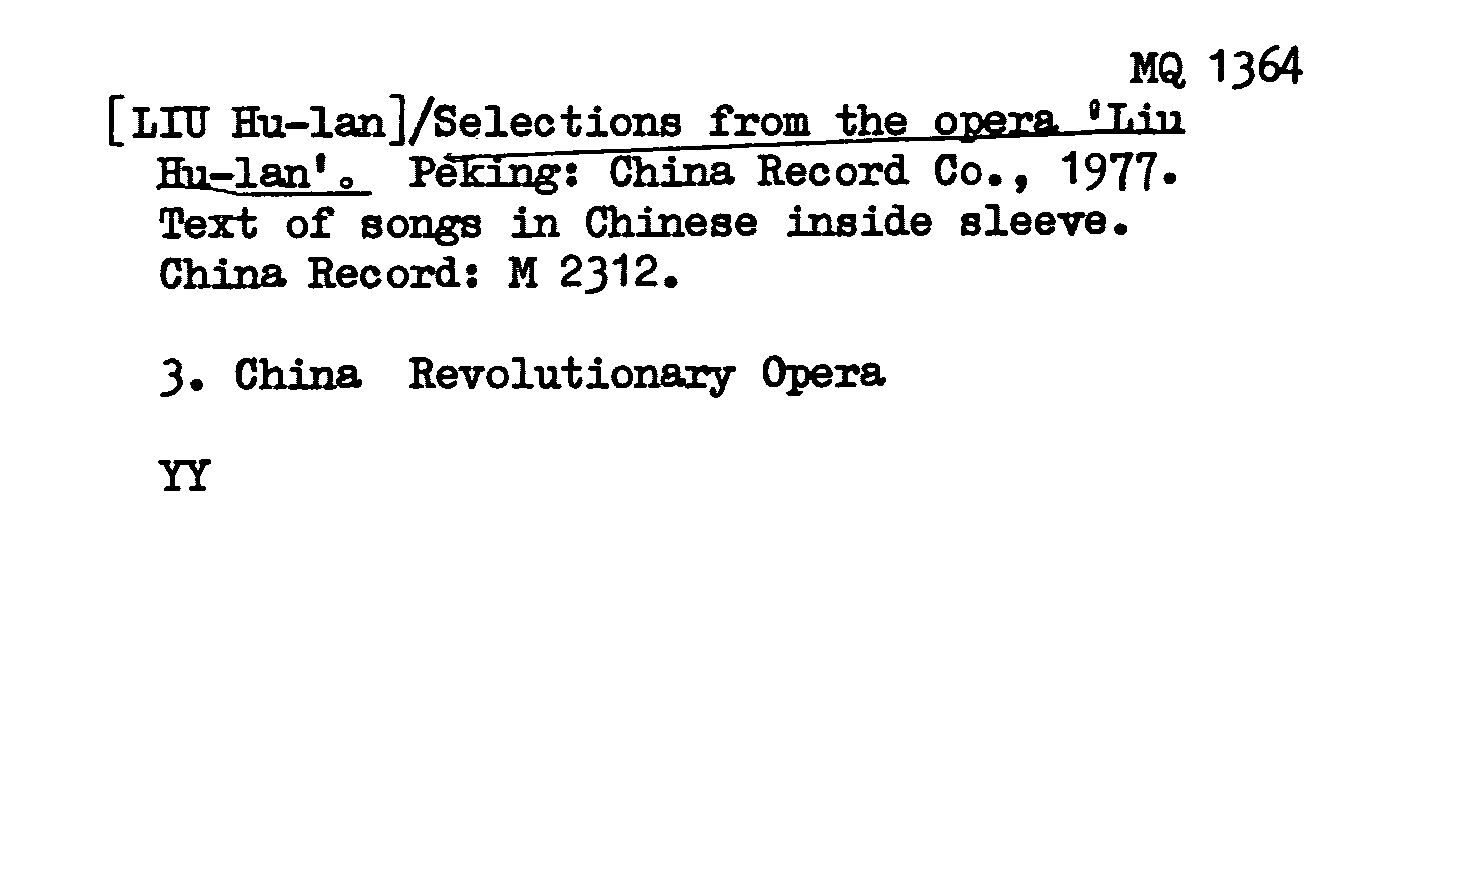 MQ 1364
[LIU Hu-lan]/Selections from the opera 'Liu
Hu-lan'. Peking: China Record Co., 1977.
Text of songs in Chinese inside sleeve.
China Record: M 2312.
3. China Revolutionary Opera
YY